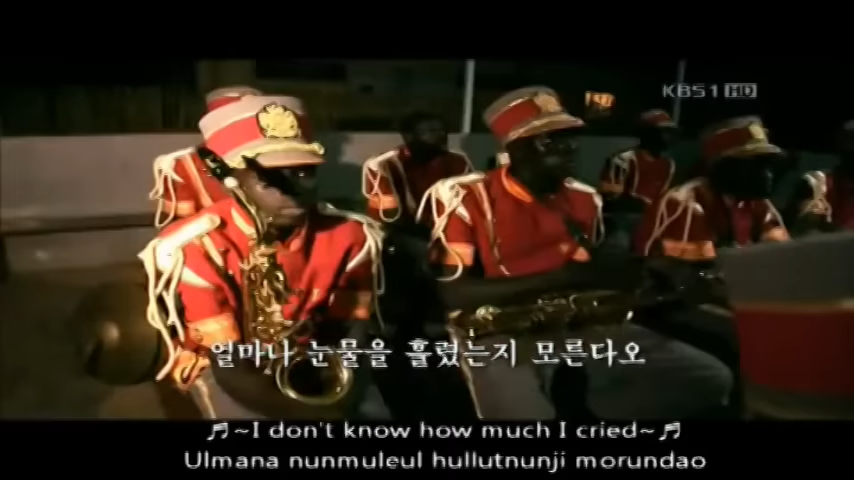 KBS1 HD
얼마나 눈물을 흘렸는지 모른다오
♬~I don't know how much I cried~♬
Ulmana nunmuleul hullutnunji morundao